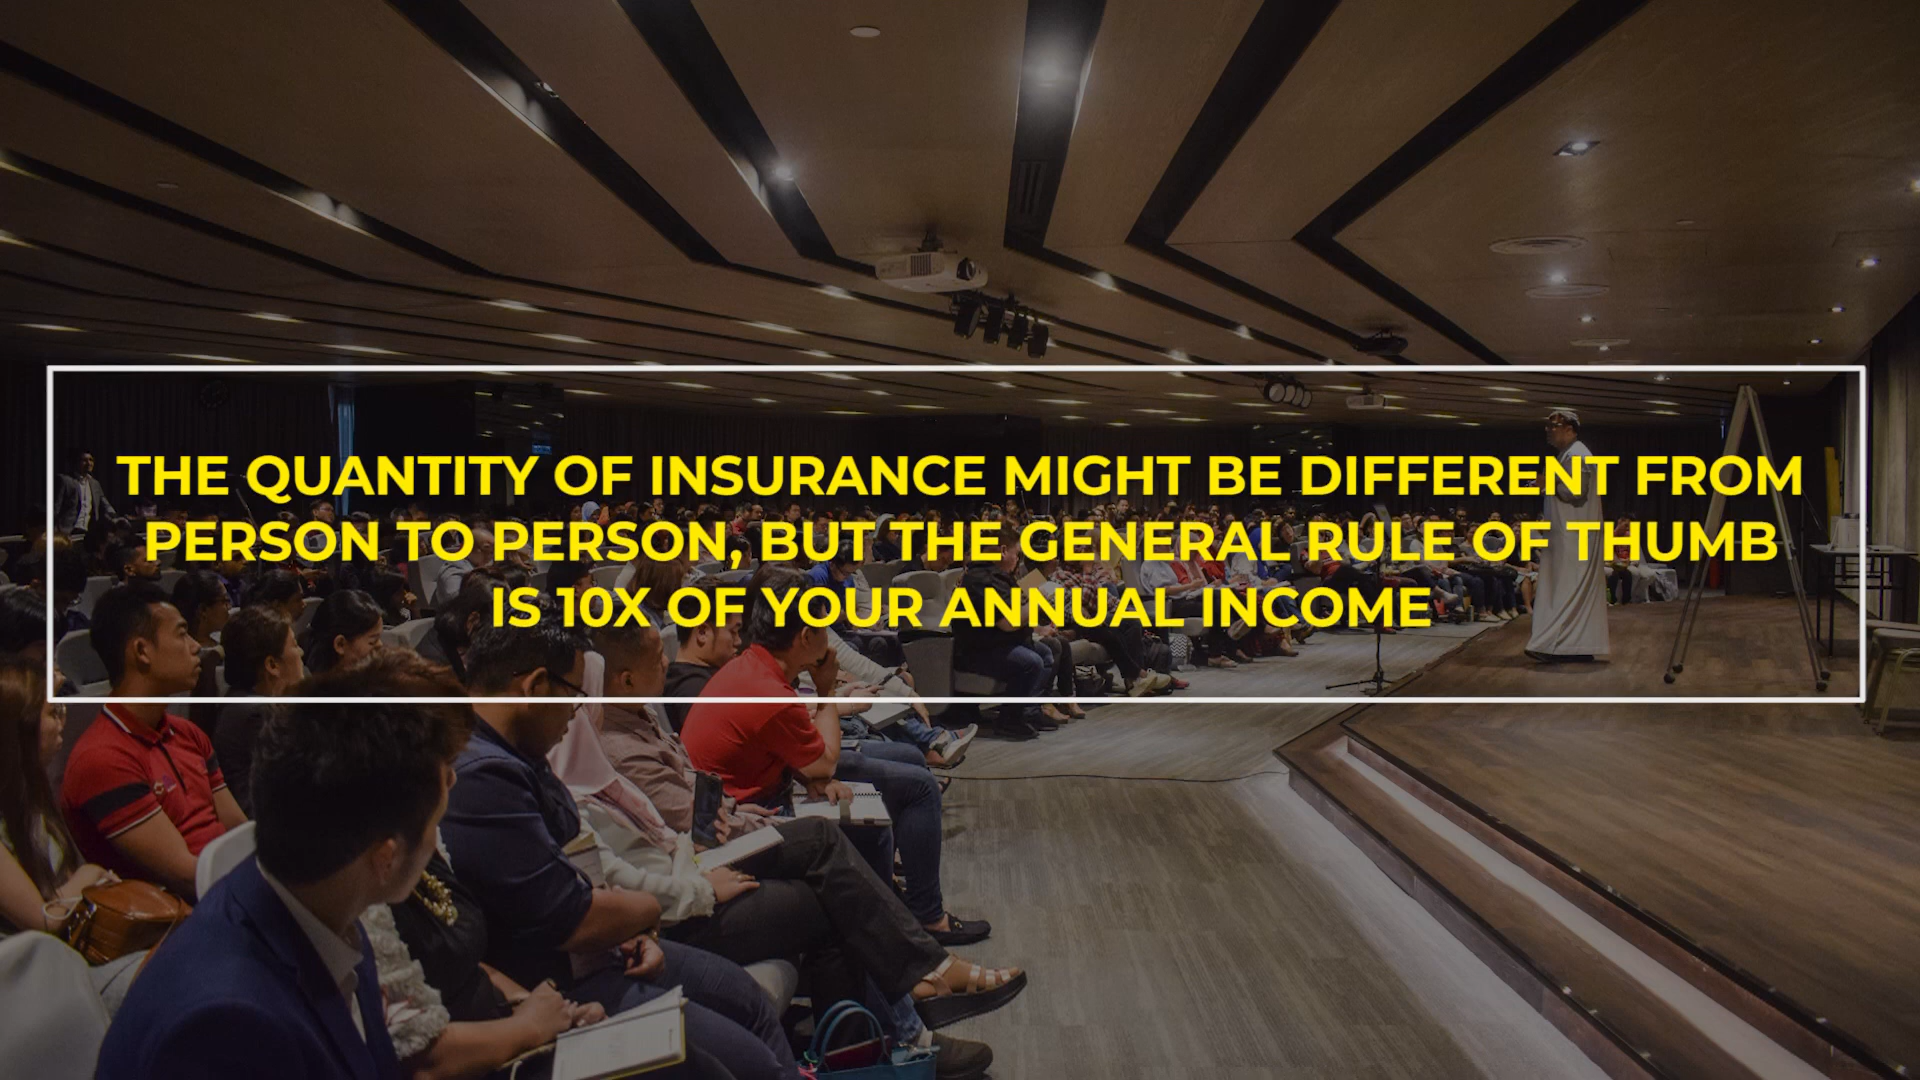 THE QUANTITY OF INSURANCE MIGHT BE DIFFERENT FROM
PERSON TO PERSON, BUT THE GENERAL RULE OF THUMB
IS 10X OF YOUR ANNUAL INCOME